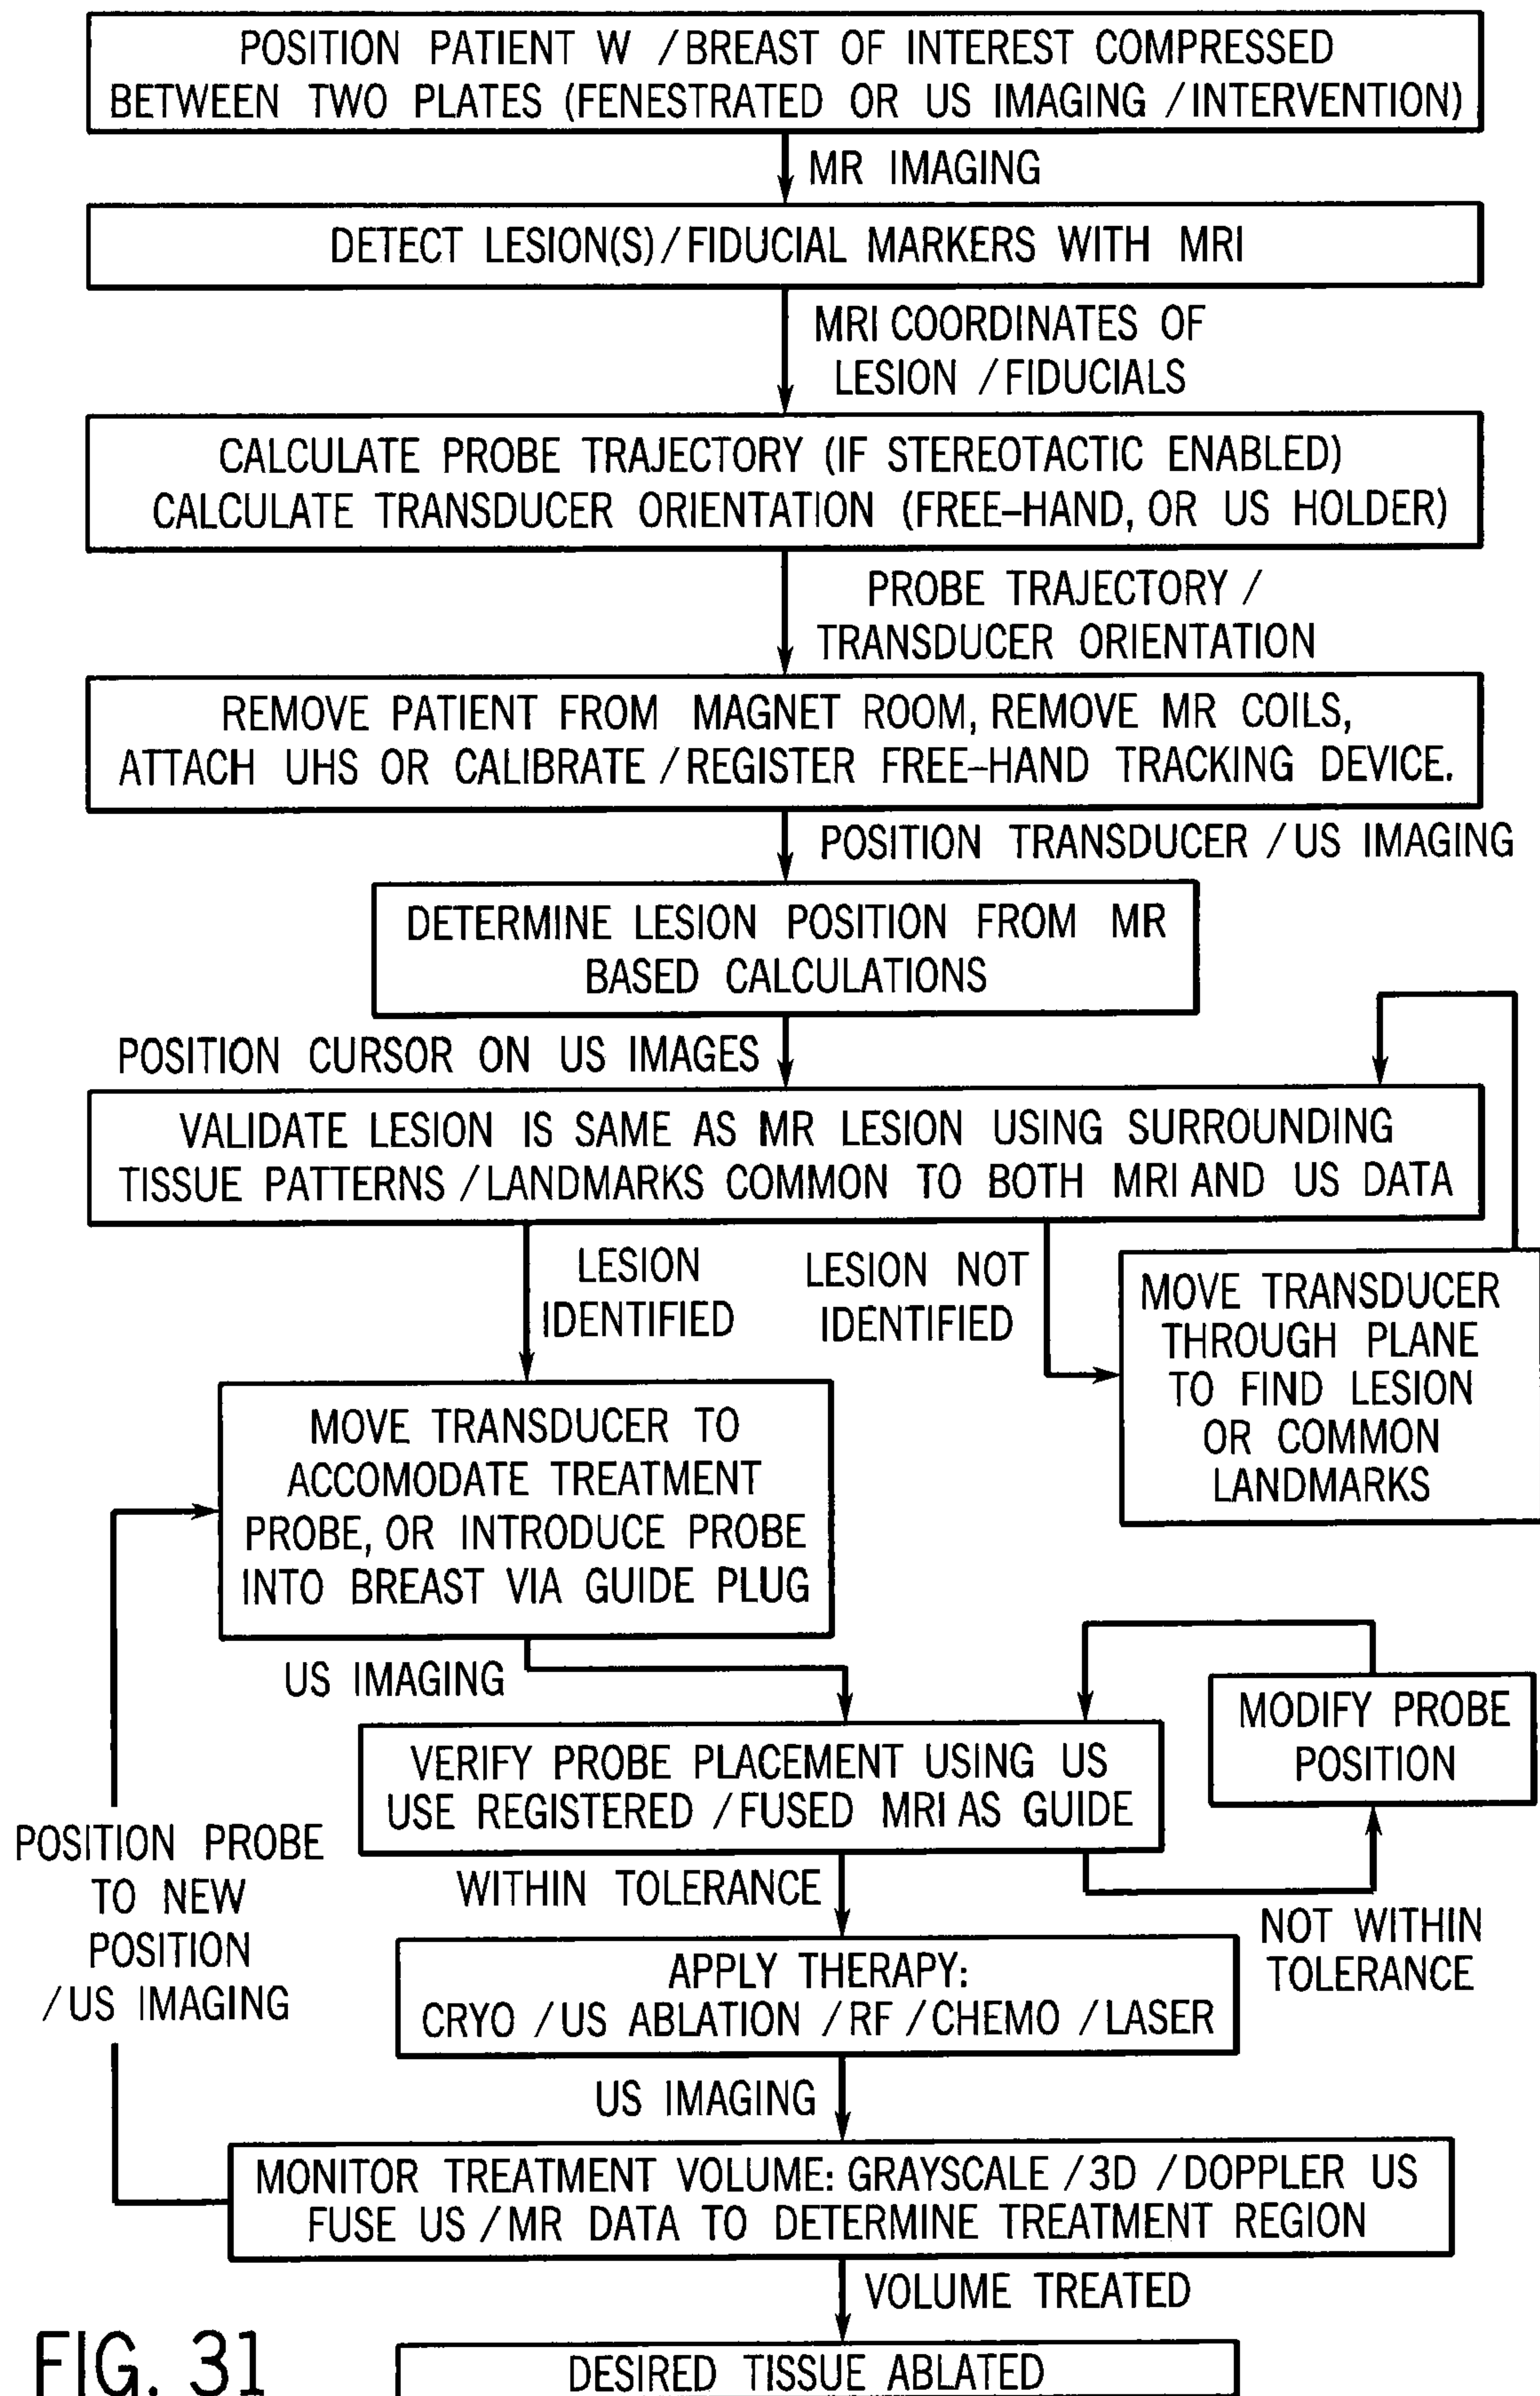 POSITION PATIENT W / BREAST OF INTEREST COMPRESSED
BETWEEN TWO PLATES (FENESTRATED OR US IMAGING / INTERVENTION)
MR IMAGING
DETECT LESION(S) / FIDUCIAL MARKERS WITH MRI
MRI COORDINATES OF
LESION / FIDUCIALS
CALCULATE PROBE TRAJECTORY (IF STEREOTACTIC ENABLED)
CALCULATE TRANSDUCER ORIENTATION (FREE-HAND, OR US HOLDER)
PROBE TRAJECTORY /
TRANSDUCER ORIENTATION
REMOVE PATIENT FROM MAGNET ROOM, REMOVE MR COILS,
ATTACH UHS OR CALIBRATE / REGISTER FREE-HAND TRACKING DEVICE.
POSITION TRANSDUCER / US IMAGING
DETERMINE LESION POSITION FROM MR
BASED CALCULATIONS
POSITION CURSOR ON US IMAGES
VALIDATE LESION IS SAME AS MR LESION USING SURROUNDING
TISSUE PATTERNS / LANDMARKS COMMON TO BOTH MRI AND US DATA
LESION
IDENTIFIED
LESION NOT
IDENTIFIED
MOVE TRANSDUCER
THROUGH PLANE
TO FIND LESION
OR COMMON
LANDMARKS
MOVE TRANSDUCER TO
ACCOMODATE TREATMENT
PROBE, OR INTRODUCE PROBE
INTO BREAST VIA GUIDE PLUG
US IMAGING
MODIFY PROBE
POSITION
VERIFY PROBE PLACEMENT USING US
USE REGISTERED / FUSED MRI AS GUIDE
POSITION PROBE
TO NEW
POSITION
/ US IMAGING
WITHIN TOLERANCE
NOT WITHIN
TOLERANCE
APPLY THERAPY:
CRYO / US ABLATION / RF / CHEMO / LASER
US IMAGING
MONITOR TREATMENT VOLUME: GRAYSCALE / 3D / DOPPLER US
FUSE US / MR DATA TO DETERMINE TREATMENT REGION
VOLUME TREATED
DESIRED TISSUE ABLATED
FIG. 31